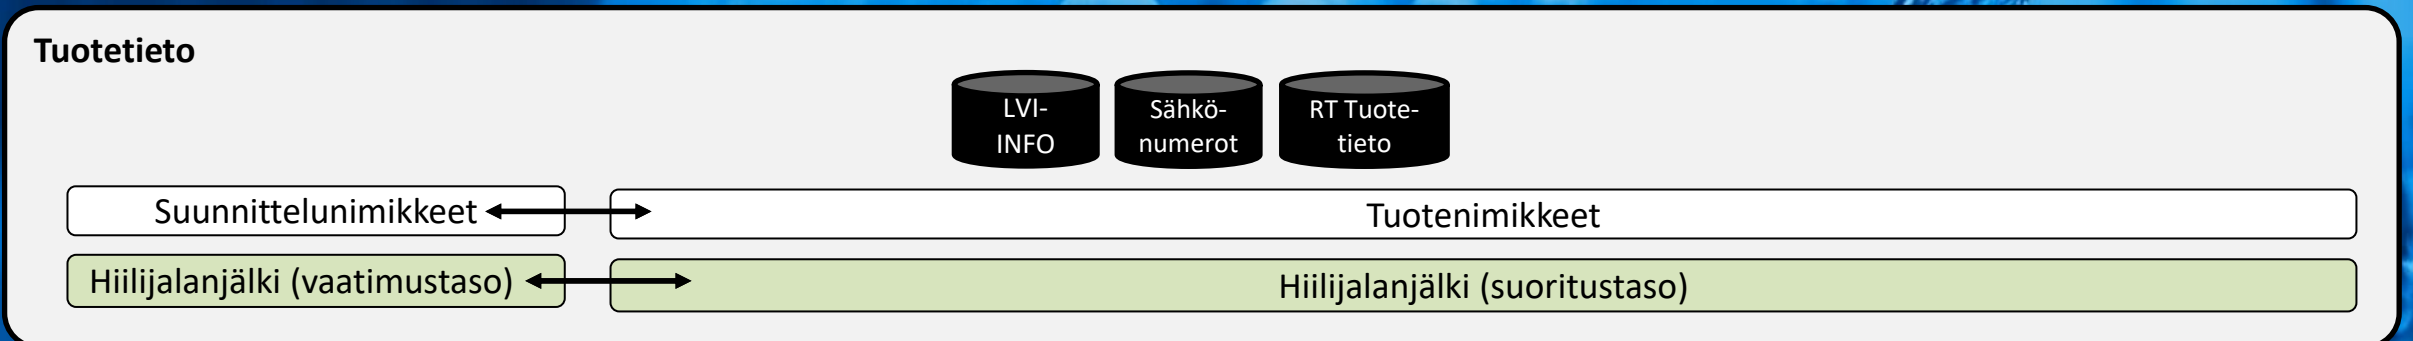 Tuotetieto
LVI-
INFO
Sähkö-
numerot
RT Tuote-
tieto
Suunnittelunimikkeet
Tuotenimikkeet
Hiilijalanjälki (vaatimustaso)
Hiilijalanjälki (suoritustaso)